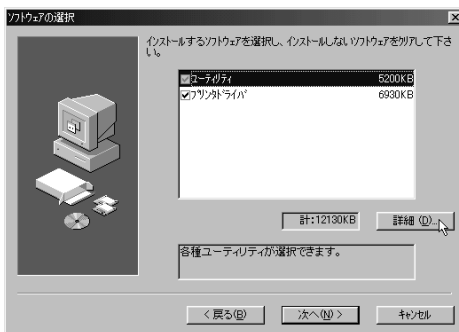 ソフトウェアの選択
インストールするソフトウェアを選択し、インストールしないソフトウェアをクリアして下さ
い。
ユーティリティ 5200KB
プリンタドライバ 6930KB
計:12130KB 詳細 (D)...
各種ユーティリティが選択できます。
< 戻る(B) 次へ(N) > キャンセル